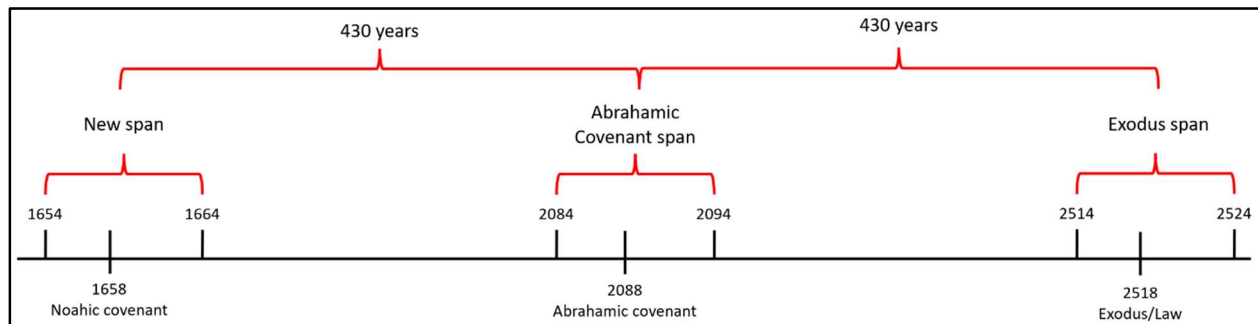 430 years
430 years
New span
Abrahamic
Covenant span
Exodus span
1654
1664
2084
2094
2514
2524
1658
Noahic covenant
2088
Abrahamic covenant
2518
Exodus/Law